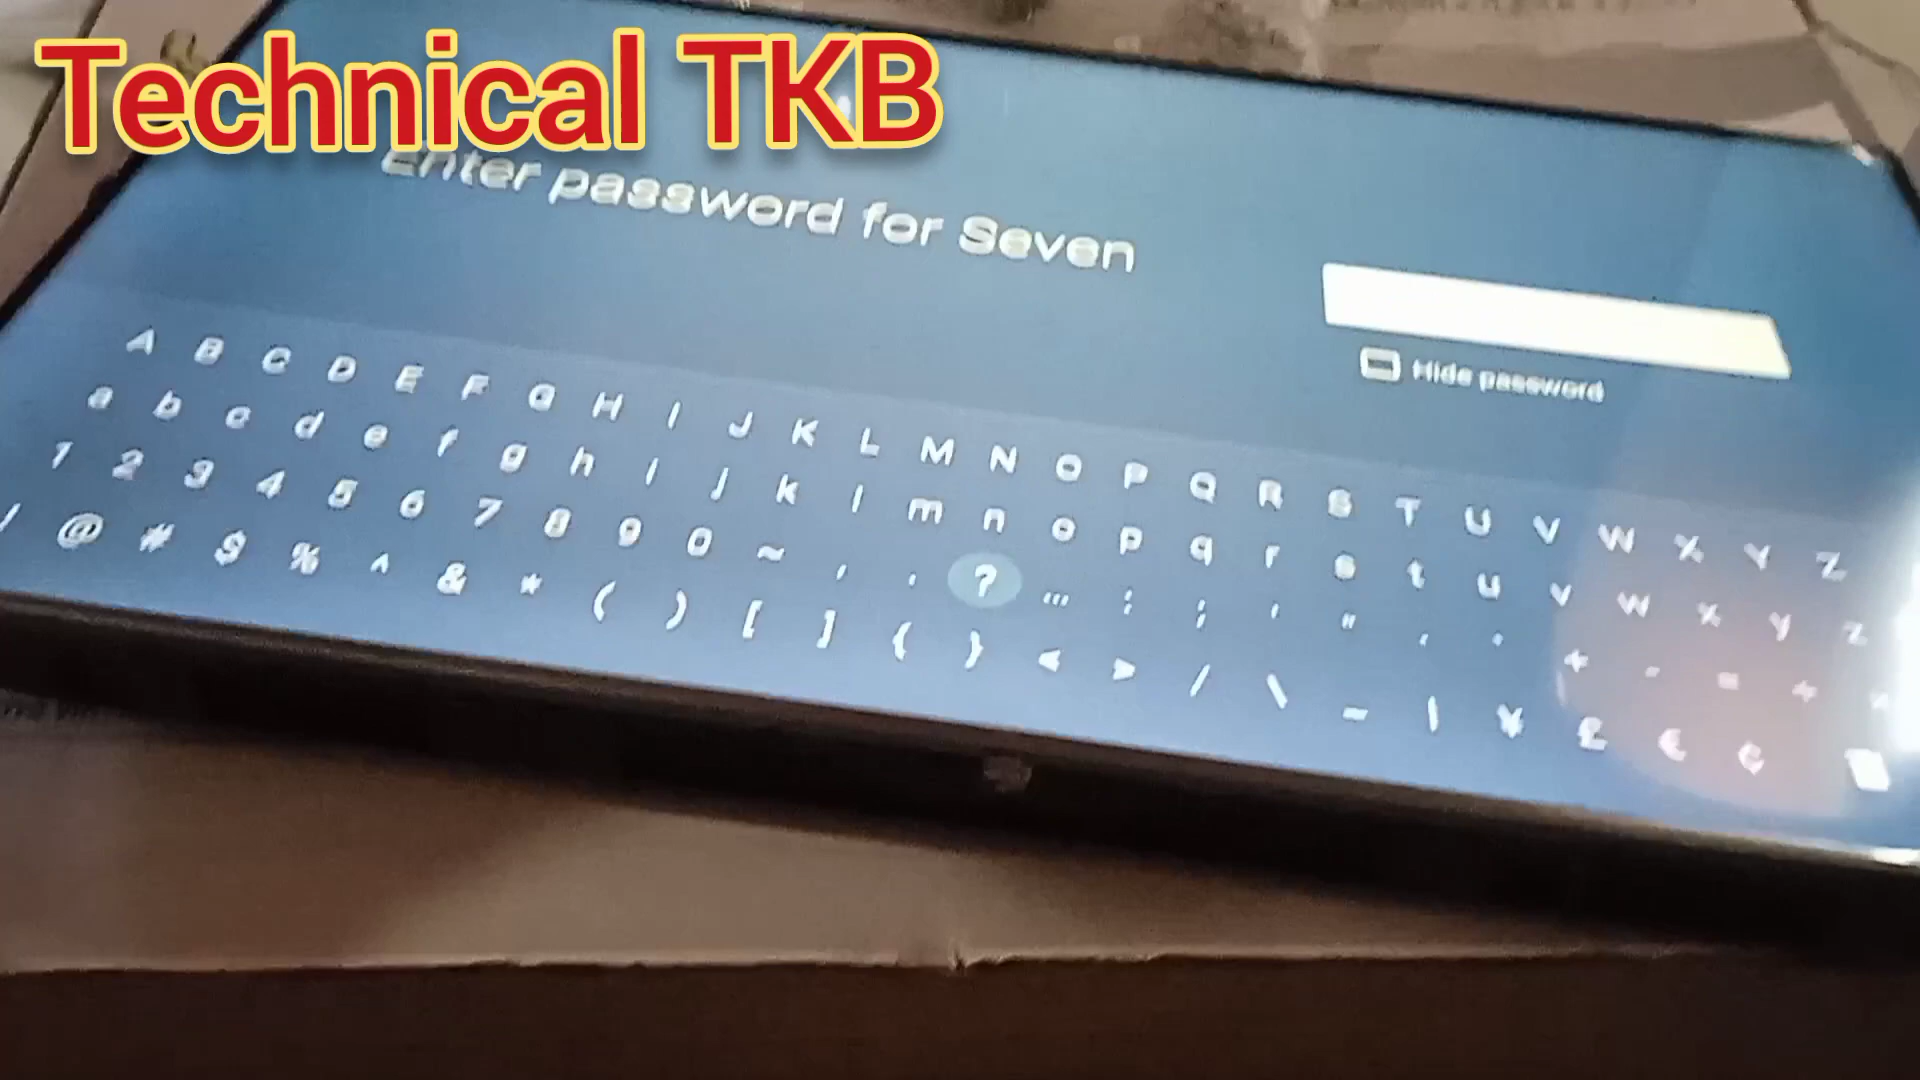 Technical TKB
Enter password for Seven
Hide password
A B C D E F G H I J K L M N O P Q R S T U V W X Y Z
a b c d e f g h i j k l m n o p q r s t u v w x y z
1 2 3 4 5 6 7 8 9 0 ~ , . ? ... : ; ' "
@ # $ % ^ & * ( ) [ ] { } < > / \ | ¥ £ € ¢